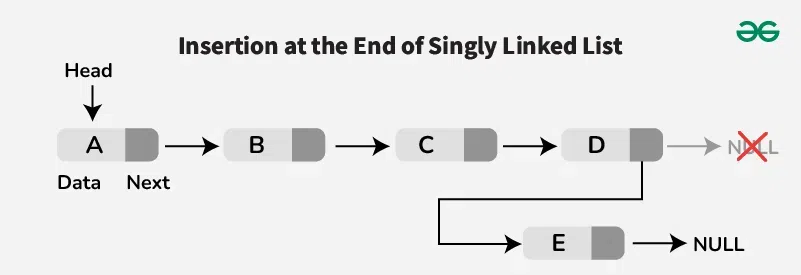 Insertion at the End of Singly Linked List
Head
A B C D NULL
Data Next
E NULL